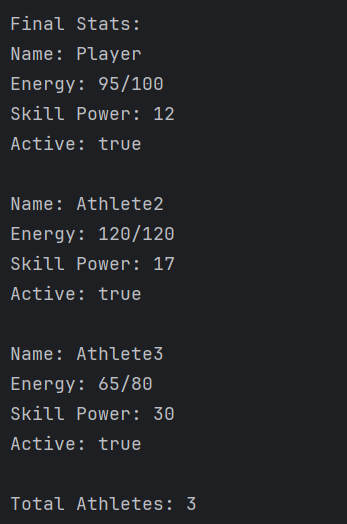 Final Stats:
Name: Player
Energy: 95/100
Skill Power: 12
Active: true
Name: Athlete2
Energy: 120/120
Skill Power: 17
Active: true
Name: Athlete3
Energy: 65/80
Skill Power: 30
Active: true
Total Athletes: 3